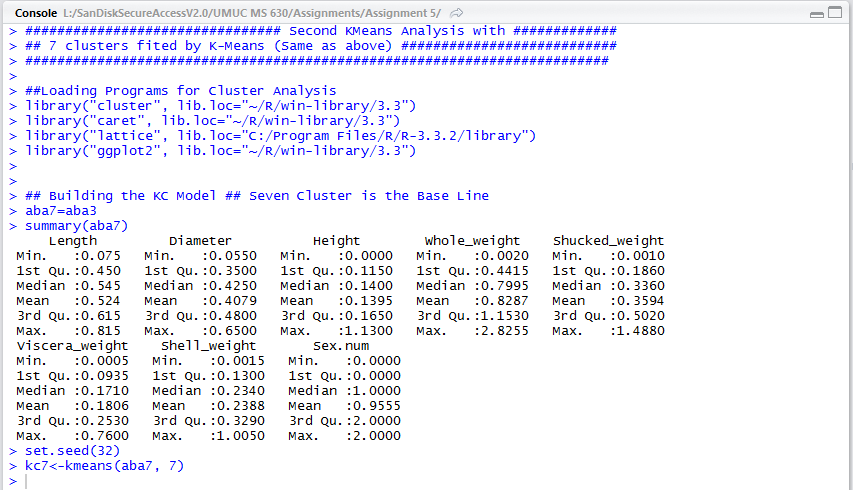 Console L:/SanDiskSecureAccessV2.0/UMUC MS 630/Assignments/Assignment 5/
> ################################ Second KMeans Analysis with #############
> ## 7 clusters fited by K-Means (Same as above) ###########################
> #########################################################################
>
> ##Loading Programs for Cluster Analysis
> library("cluster", lib.loc="~/R/win-library/3.3")
> library("caret", lib.loc="~/R/win-library/3.3")
> library("lattice", lib.loc="C:/Program Files/R/R-3.3.2/library")
> library("ggplot2", lib.loc="~/R/win-library/3.3")
>
>
> ## Building the KC Model ## Seven Cluster is the Base Line
> aba7=aba3
> summary(aba7)
Length Diameter Height Whole_weight Shucked_weight
Min. :0.075 Min. :0.0550 Min. :0.0000 Min. :0.0020 Min. :0.0010
1st Qu.:0.450 1st Qu.:0.3500 1st Qu.:0.1150 1st Qu.:0.4415 1st Qu.:0.1860
Median :0.545 Median :0.4250 Median :0.1400 Median :0.7995 Median :0.3360
Mean :0.524 Mean :0.4079 Mean :0.1395 Mean :0.8287 Mean :0.3594
3rd Qu.:0.615 3rd Qu.:0.4800 3rd Qu.:0.1650 3rd Qu.:1.1530 3rd Qu.:0.5020
Max. :0.815 Max. :0.6500 Max. :1.1300 Max. :2.8255 Max. :1.4880
Viscera_weight Shell_weight Sex.num
Min. :0.0005 Min. :0.0015 Min. :0.0000
1st Qu.:0.0935 1st Qu.:0.1300 1st Qu.:0.0000
Median :0.1710 Median :0.2340 Median :1.0000
Mean :0.1806 Mean :0.2388 Mean :0.9555
3rd Qu.:0.2530 3rd Qu.:0.3290 3rd Qu.:2.0000
Max. :0.7600 Max. :1.0050 Max. :2.0000
> set.seed(32)
> kc7<-kmeans(aba7, 7)
>